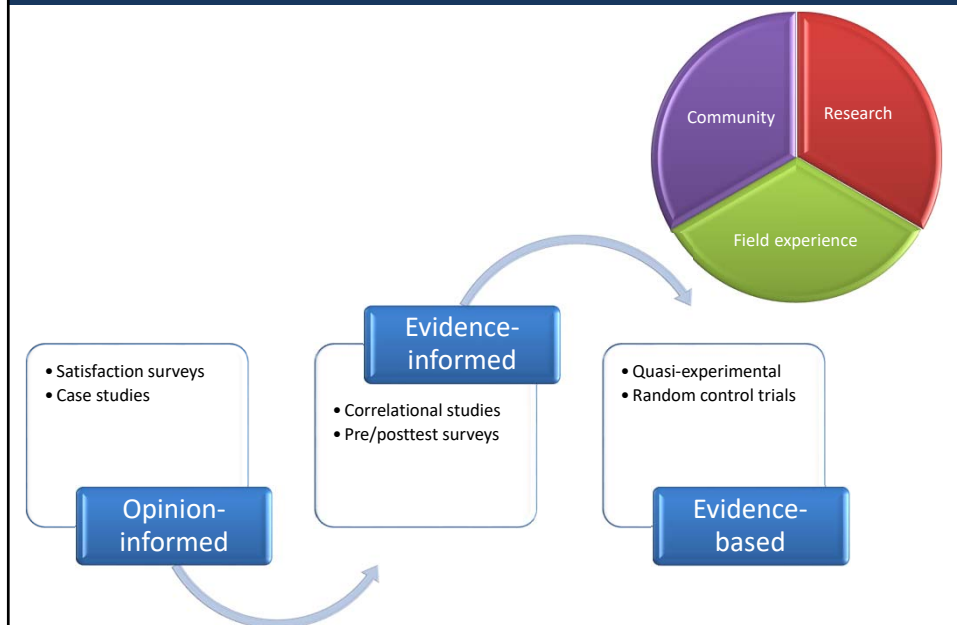 Community
Research
Field experience
• Satisfaction surveys
• Case studies
Opinion-
informed
Evidence-
informed
• Correlational studies
• Pre/posttest surveys
• Quasi-experimental
• Random control trials
Evidence-
based